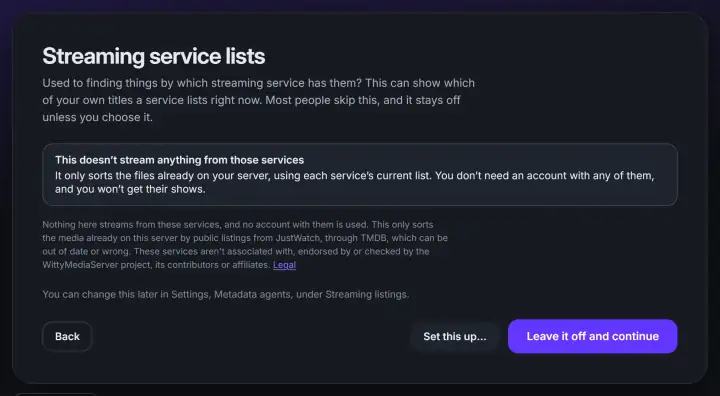 Streaming service lists
Used to finding things by which streaming service has them? This can show which
of your own titles a service lists right now. Most people skip this, and it stays off
unless you choose it.
This doesn't stream anything from those services
It only sorts the files already on your server, using each service's current list. You don't need an account with any of them,
and you won't get their shows.
Nothing here streams from these services, and no account with them is used. This only sorts
the media already on this server by public listings from JustWatch, through TMDB, which can be
out of date or wrong. These services aren't associated with, endorsed by or checked by the
WittyMediaServer project, its contributors or affiliates. Legal
You can change this later in Settings, Metadata agents, under Streaming listings.
Back
Set this up...
Leave it off and continue